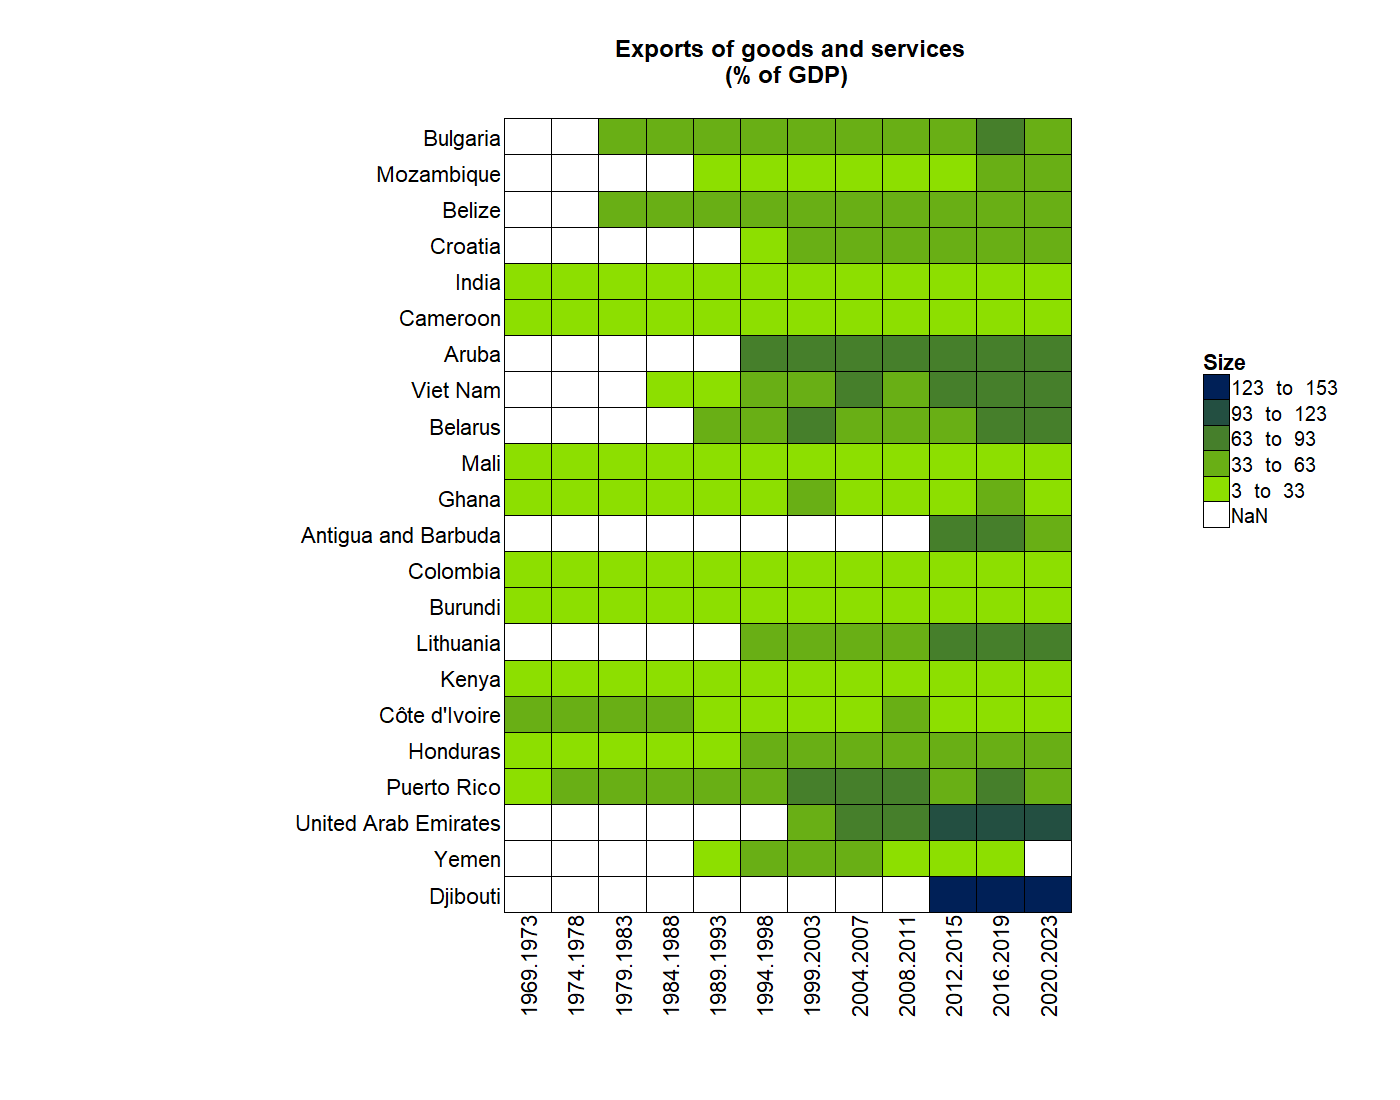 Exports of goods and services
(% of GDP)
Bulgaria
Mozambique
Belize
Croatia
India
Cameroon
Aruba
Viet Nam
Belarus
Mali
Ghana
Antigua and Barbuda
Colombia
Burundi
Lithuania
Kenya
Côte d'Ivoire
Honduras
Puerto Rico
United Arab Emirates
Yemen
Djibouti
1969.1973
1974.1978
1979.1983
1984.1988
1989.1993
1994.1998
1999.2003
2004.2007
2008.2011
2012.2015
2016.2019
2020.2023
Size
123 to 153
93 to 123
63 to 93
33 to 63
3 to 33
NaN